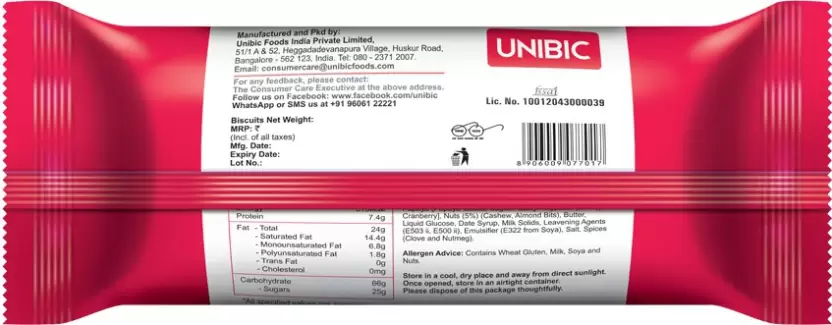 Manufactured and Pkd by:
Unibic Foods India Private Limited,
51/1 A & 52, Heggadadevanapura Village, Huskur Road,
Bangalore - 562 123, India. Tel: 080 - 2371 2007.
Email: consumercare@unibicfoods.com
For any feedback, please contact:
The Consumer Care Executive at the above address.
Follow us on Facebook: www.facebook.com/unibic
WhatsApp or SMS us at +91 96061 22221
Biscuits Net Weight:
MRP: ₹
(Incl. of all taxes)
Mfg. Date:
Expiry Date:
Lot No.:
UNIBIC
fssai
Lic. No. 10012043000039
8 906009 077017
Protein 7.4g
Fat - Total 24g
- Saturated Fat 14.4g
- Monounsaturated Fat 6.8g
- Polyunsaturated Fat 1.8g
- Trans Fat 0g
- Cholesterol 0mg
Carbohydrate 66g
- Sugars 25g
Cranberry], Nuts (5%) (Cashew, Almond Bits), Butter,
Liquid Glucose, Date Syrup, Milk Solids, Leavening Agents
(E503 ii, E500 ii), Emulsifier (E322 from Soya), Salt, Spices
(Clove and Nutmeg).
Allergen Advice: Contains Wheat Gluten, Milk, Soya and
Nuts.
Store in a cool, dry place and away from direct sunlight.
Once opened, store in an airtight container.
Please dispose of this package thoughtfully.